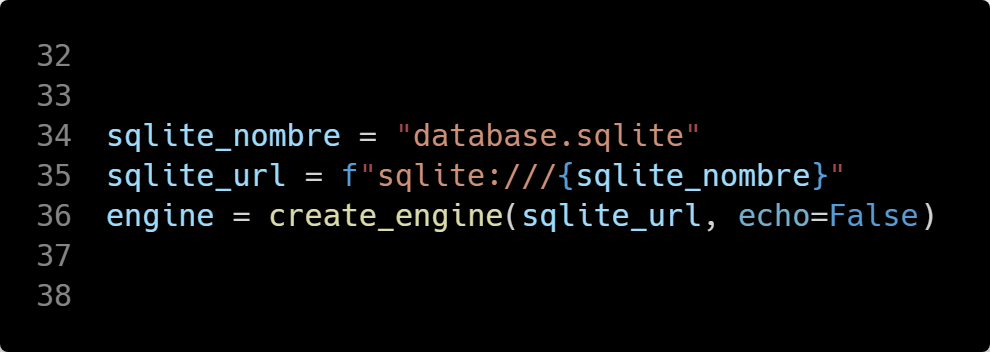 32
33
34 sqlite_nombre = "database.sqlite"
35 sqlite_url = f"sqlite:///{sqlite_nombre}"
36 engine = create_engine(sqlite_url, echo=False)
37
38